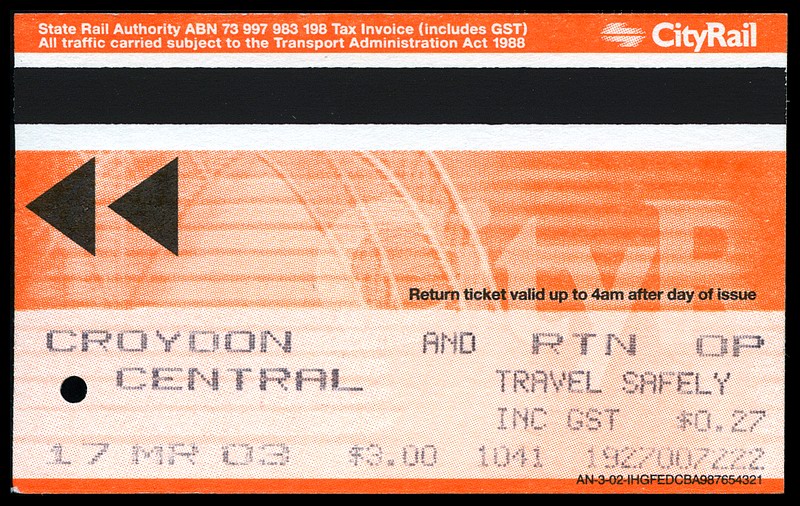 State Rail Authority ABN 73 997 983 198 Tax Invoice (includes GST)
All traffic carried subject to the Transport Administration Act 1988
CityRail
CityR
Return ticket valid up to 4am after day of issue
CROYDON AND RTN OP
CENTRAL TRAVEL SAFELY
INC GST $0.27
17 MR 03 $3.00 1041 1927007222
AN-3-02-IHGFEDCBA987654321